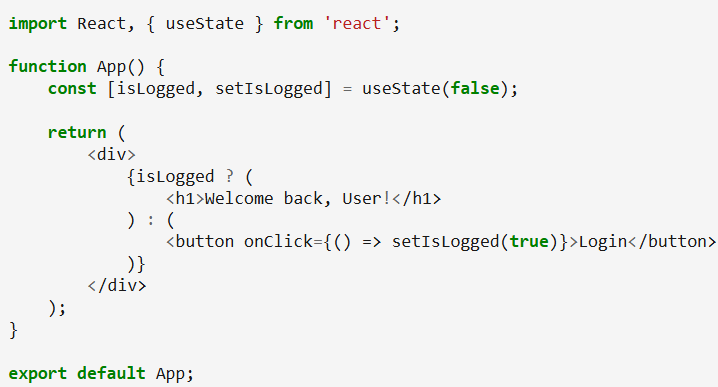 import React, { useState } from 'react';

function App() {
    const [isLogged, setIsLogged] = useState(false);

    return (
        <div>
            {isLogged ? (
                <h1>Welcome back, User!</h1>
            ) : (
                <button onClick={() => setIsLogged(true)}>Login</button>
            )}
        </div>
    );
}

export default App;